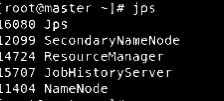 [root@master ~]# jps
16080 Jps
12099 SecondaryNameNode
14724 ResourceManager
15707 JobHistoryServer
11404 NameNode